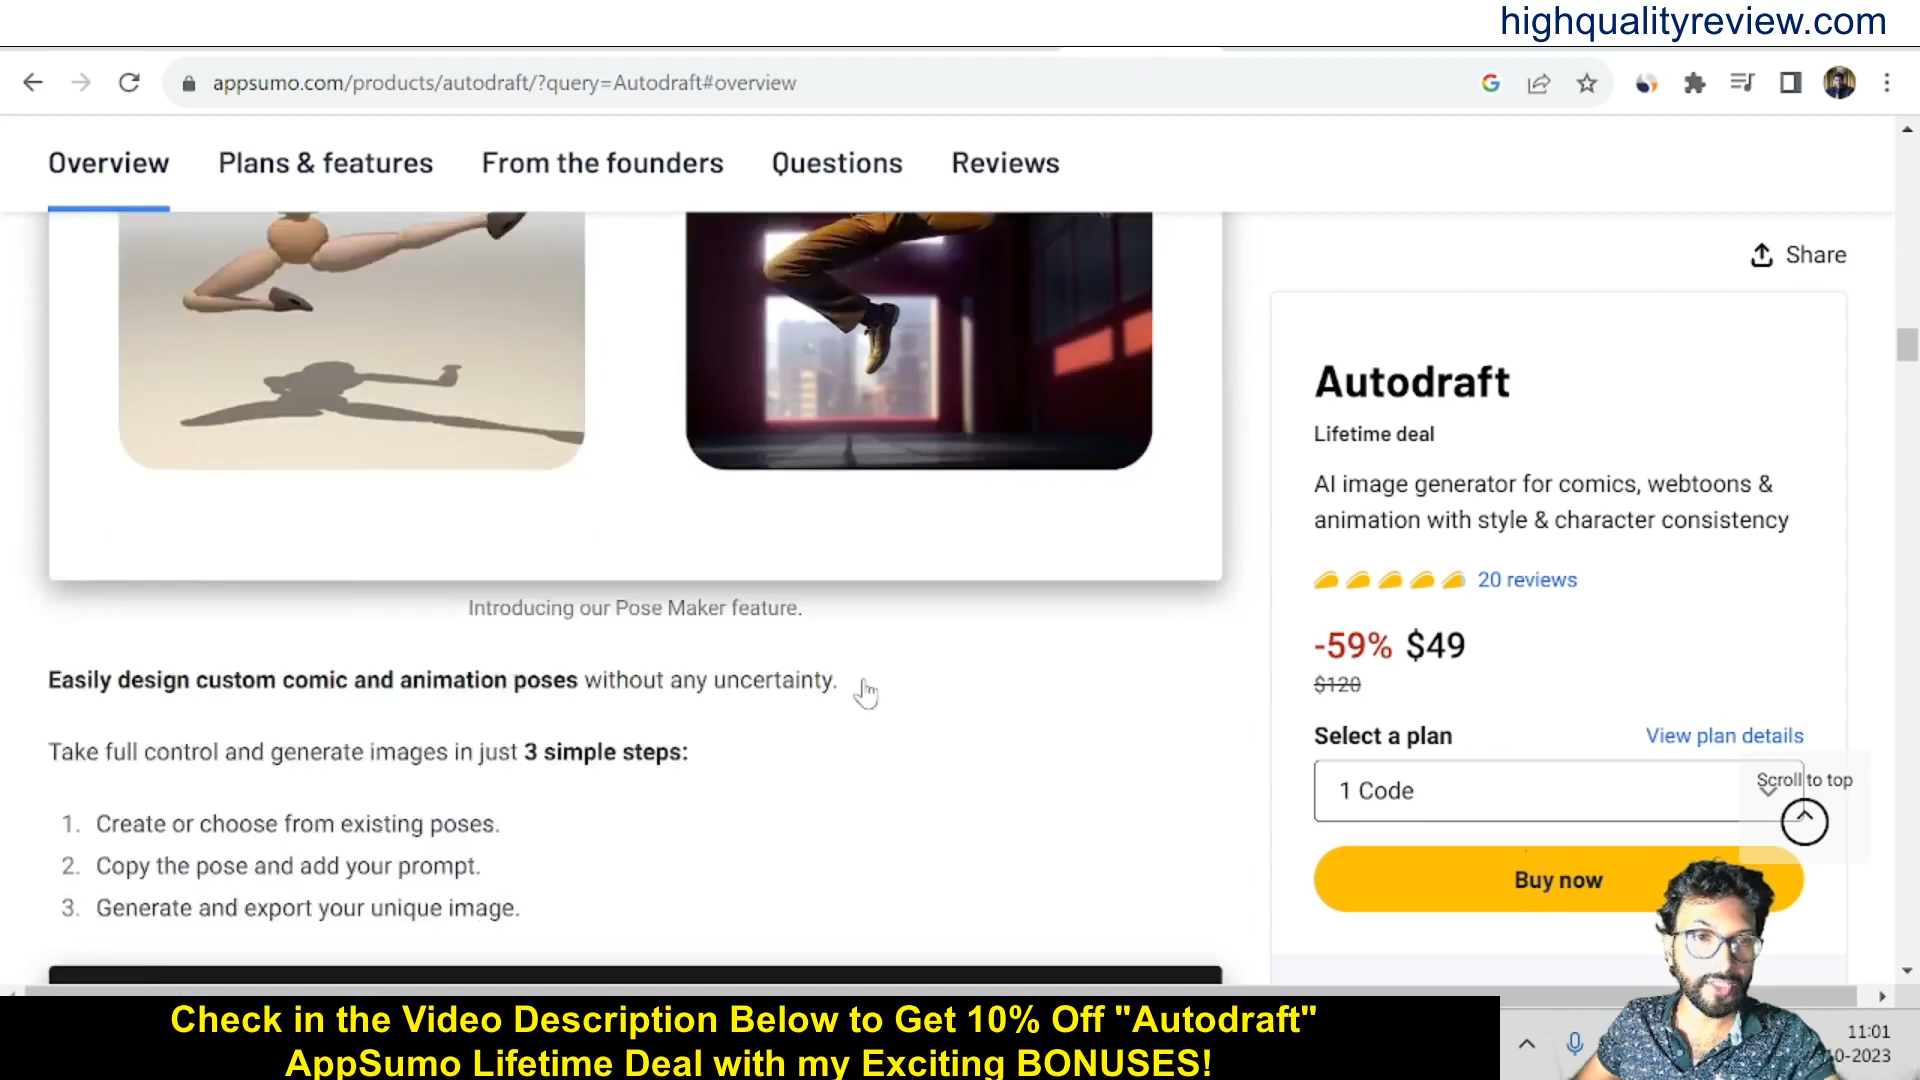 highqualityreview.com
appsumo.com/products/autodraft/?query=Autodraft#overview
Overview
Plans & features
From the founders
Questions
Reviews
Share
Introducing our Pose Maker feature.
Easily design custom comic and animation poses without any uncertainty.
Take full control and generate images in just 3 simple steps:
1. Create or choose from existing poses.
2. Copy the pose and add your prompt.
3. Generate and export your unique image.
Autodraft
Lifetime deal
AI image generator for comics, webtoons &
animation with style & character consistency
20 reviews
-59% $49
$120
Select a plan
View plan details
1 Code
Scroll to top
Buy now
Check in the Video Description Below to Get 10% Off "Autodraft"
AppSumo Lifetime Deal with my Exciting BONUSES!
11:01
0-2023